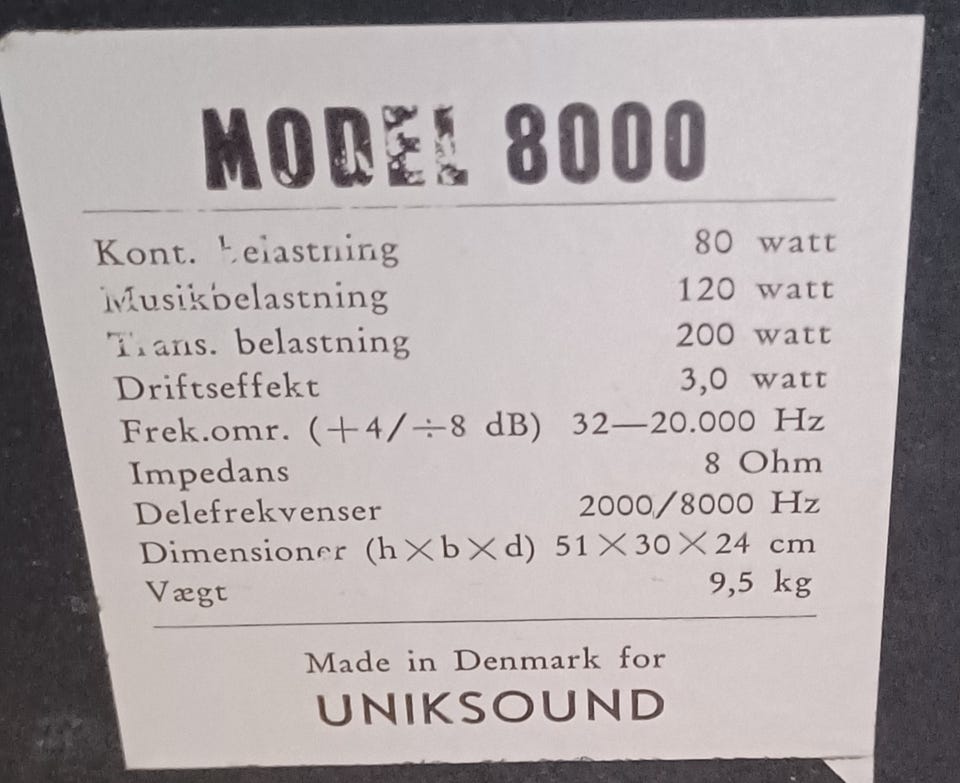 MODEL 8000
Kont. belastning 80 watt
Musikbelastning 120 watt
Trans. belastning 200 watt
Driftseffekt 3,0 watt
Frek.omr. (+4/÷8 dB) 32—20.000 Hz
Impedans 8 Ohm
Delefrekvenser 2000/8000 Hz
Dimensioner (h×b×d) 51×30×24 cm
Vægt 9,5 kg
Made in Denmark for
UNIKSOUND